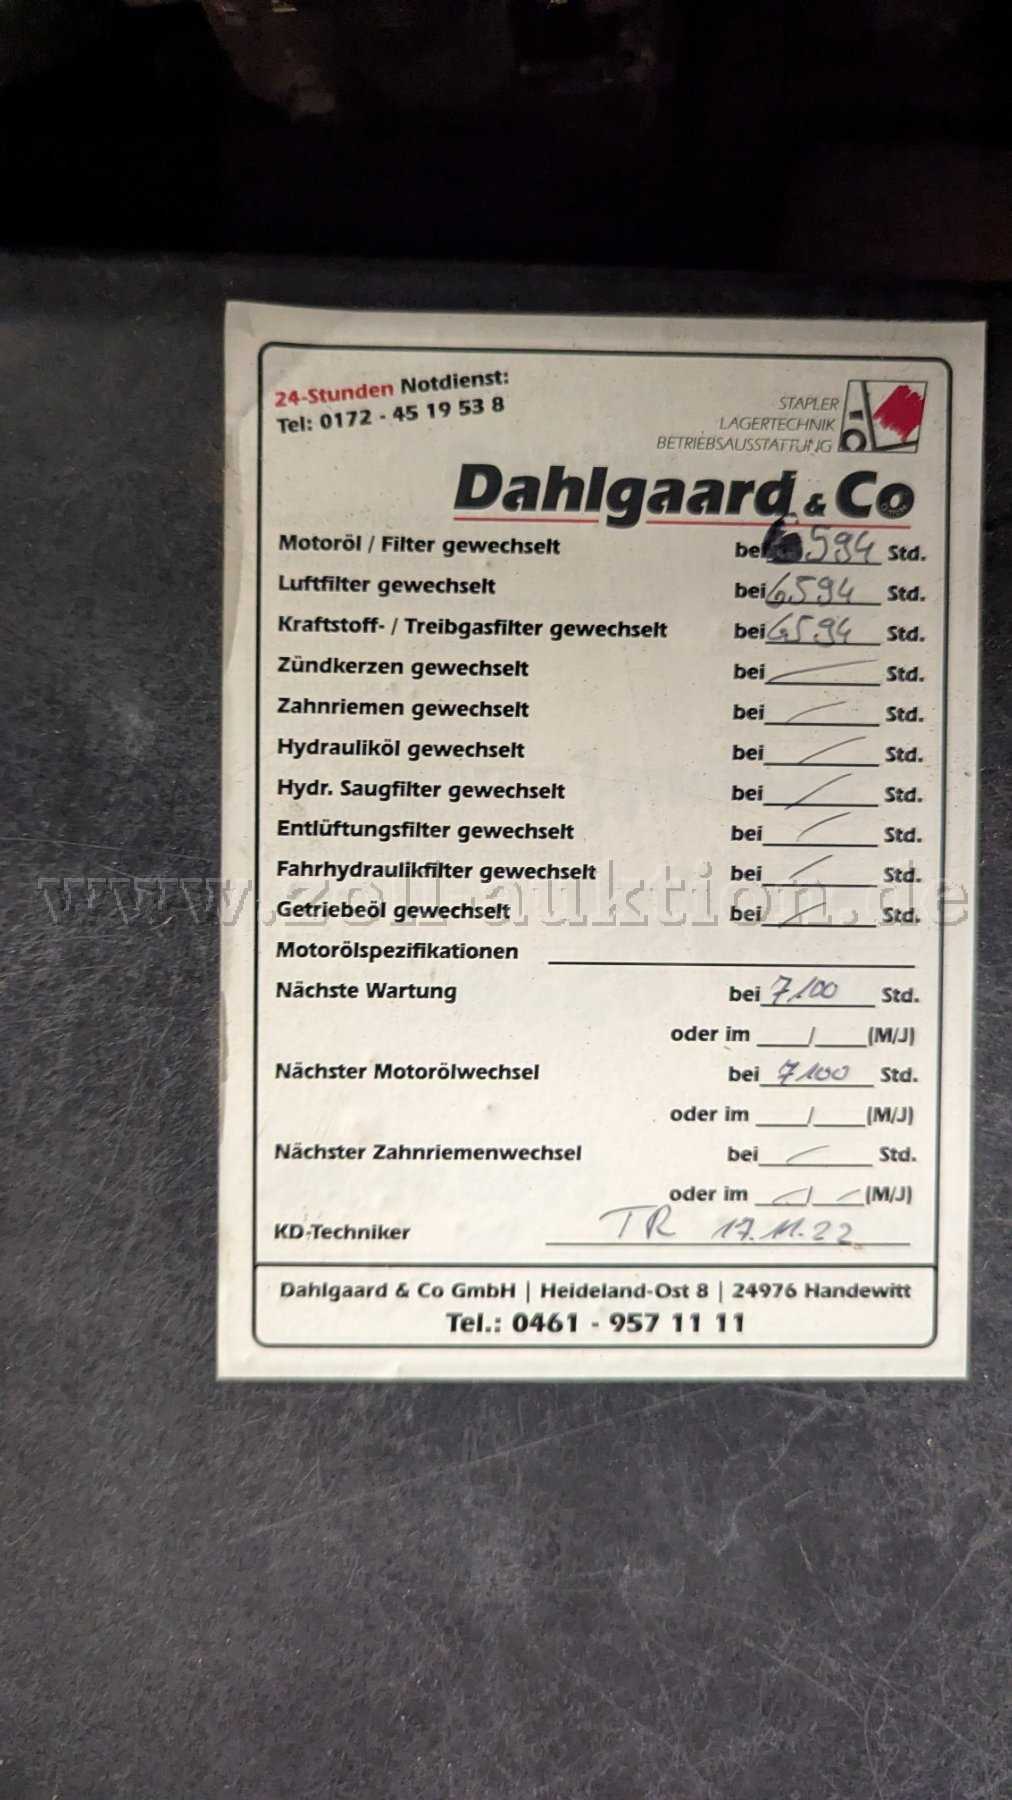 24-Stunden Notdienst:
Tel: 0172 - 45 19 53 8
STAPLER
LAGERTECHNIK
BETRIEBSAUSSTATTUNG
Dahlgaard & Co
Motoröl / Filter gewechselt bei 6594 Std.
Luftfilter gewechselt bei 6594 Std.
Kraftstoff- / Treibgasfilter gewechselt bei 6594 Std.
Zündkerzen gewechselt bei Std.
Zahnriemen gewechselt bei Std.
Hydrauliköl gewechselt bei Std.
Hydr. Saugfilter gewechselt bei Std.
Entlüftungsfilter gewechselt bei Std.
Fahrhydraulikfilter gewechselt bei Std.
www.zoll-auktion.de
Getriebeöl gewechselt bei Std.
Motorölspezifikationen
Nächste Wartung bei 7100 Std.
oder im / (M/J)
Nächster Motorölwechsel bei 7100 Std.
oder im / (M/J)
Nächster Zahnriemenwechsel bei Std.
oder im / (M/J)
KD-Techniker TR 17.11.22
Dahlgaard & Co GmbH | Heideland-Ost 8 | 24976 Handewitt
Tel.: 0461 - 957 11 11